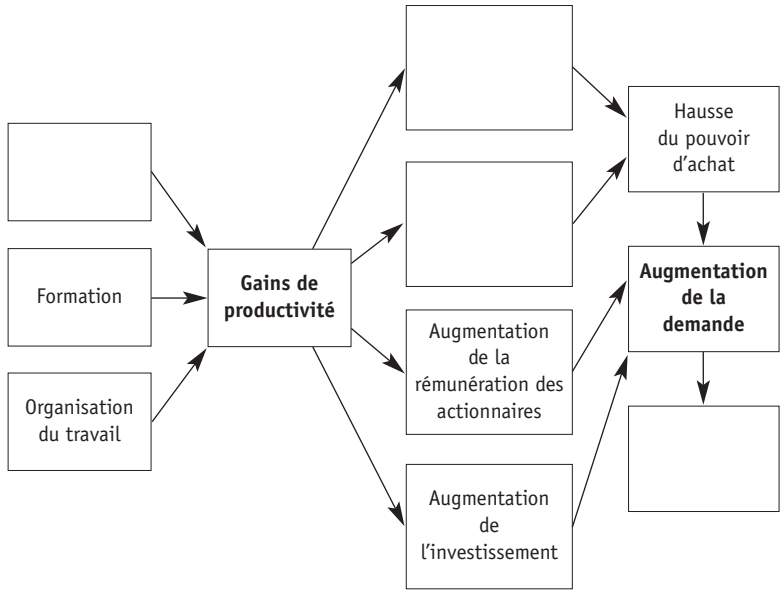 Hausse
du pouvoir
d'achat
Formation
Gains de
productivité
Augmentation
de la
demande
Organisation
du travail
Augmentation
de la
rémunération des
actionnaires
Augmentation
de
l'investissement